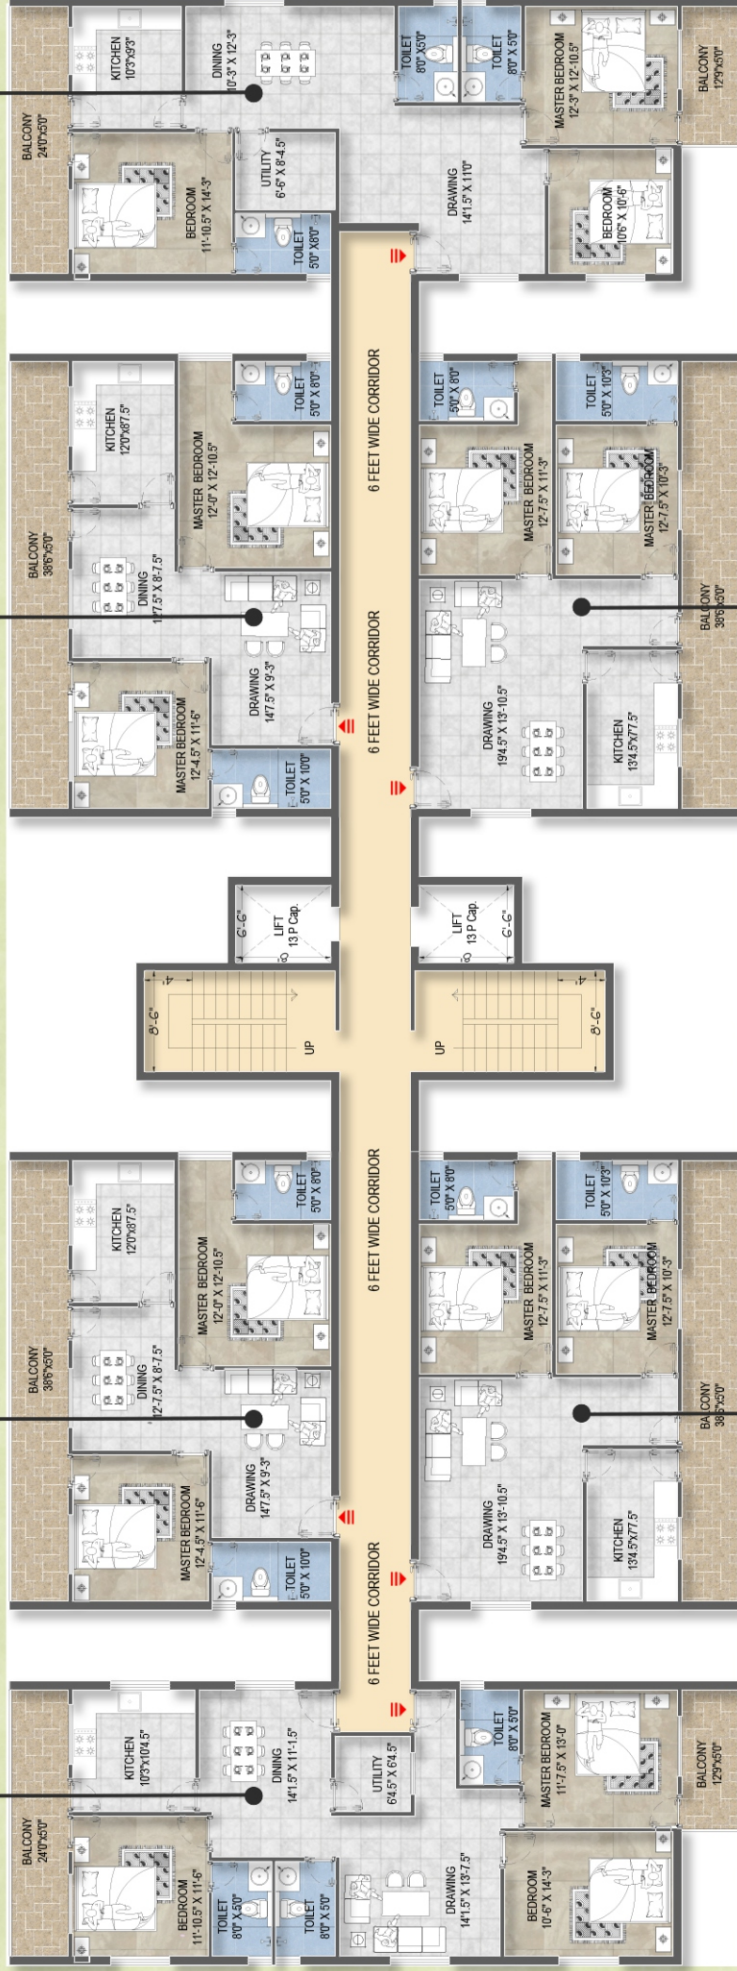 KITCHEN
10'3"x9'3"
DINING
10'-3" X 12'-3"
TOILET
8'0" X5'0"
TOILET
8'0" X 5'0"
MASTER BEDROOM
12'-3" X 12'-10.5"
BALCONY
12'9"x5'0"
BALCONY
24'0"x5'0"
BEDROOM
11'-10.5" X 14'-3"
UTILITY
6'-6" X 8'-4.5"
TOILET
5'0" X8'0"
DRAWING
14'1.5" X 11'0"
BEDROOM
10'6" X 10'-6"
BALCONY
38'6"x5'0"
KITCHEN
12'0"x8'7.5"
MASTER BEDROOM
12'-0" X 12'-10.5"
TOILET
5'0" X 8'0"
6 FEET WIDE CORRIDOR
TOILET
5'0" X 8'0"
TOILET
5'0" X 10'3"
MASTER BEDROOM
12'-7.5" X 11'-3"
MASTER BEDROOM
12'-7.5" X 10'-3"
DINING
12'-7.5" X 8'-7.5"
MASTER BEDROOM
12'-4.5" X 11'-6"
DRAWING
14'7.5" X 9'-3"
TOILET
5'0" X 10'0"
6 FEET WIDE CORRIDOR
DRAWING
19'4.5" X 13'-10.5"
KITCHEN
13'4.5"x7'7.5"
BALCONY
38'6"x5'0"
6'-6"
LIFT
13 P Cap.
LIFT
13 P Cap.
6'-6"
8'-6"
4'
UP
UP
4'
8'-6"
BALCONY
38'6"x5'0"
KITCHEN
12'0"x8'7.5"
MASTER BEDROOM
12'-0" X 12'-10.5"
TOILET
5'0" X 8'0"
6 FEET WIDE CORRIDOR
TOILET
5'0" X 8'0"
TOILET
5'0" X 10'3"
MASTER BEDROOM
12'-7.5" X 11'-3"
MASTER BEDROOM
12'-7.5" X 10'-3"
DINING
12'-7.5" X 8'-7.5"
MASTER BEDROOM
12'-4.5" X 11'-6"
DRAWING
14'7.5" X 9'-3"
TOILET
5'0" X 10'0"
6 FEET WIDE CORRIDOR
DRAWING
19'4.5" X 13'-10.5"
KITCHEN
13'4.5"x7'7.5"
BALCONY
38'6"x5'0"
BALCONY
24'0"x5'0"
KITCHEN
10'3"x10'4.5"
DINING
14'1.5" X 11'-1.5"
UTILITY
6'4.5" X 6'4.5"
TOILET
8'0" X 5'0"
MASTER BEDROOM
11'-7.5" X 13'-0"
BALCONY
12'9"x5'0"
BEDROOM
11'-10.5" X 11'-6"
TOILET
8'0" X 5'0"
TOILET
8'0" X 5'0"
DRAWING
14'1.5" X 13'-7.5"
BEDROOM
10'-6" X 14'-3"